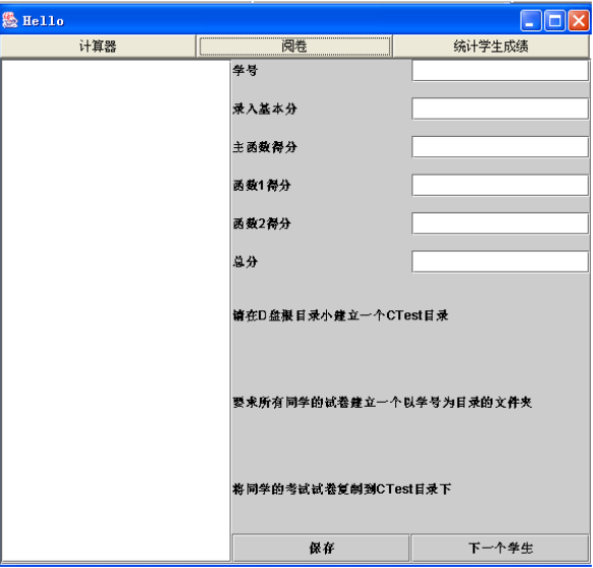 Hello
计算器 阅卷 统计学生成绩
学号
录入基本分
主函数得分
函数1得分
函数2得分
总分
请在D盘根目录小建立一个CTest目录
要求所有同学的试卷建立一个以学号为目录的文件夹
将同学的考试试卷复制到CTest目录下
保存 下一个学生